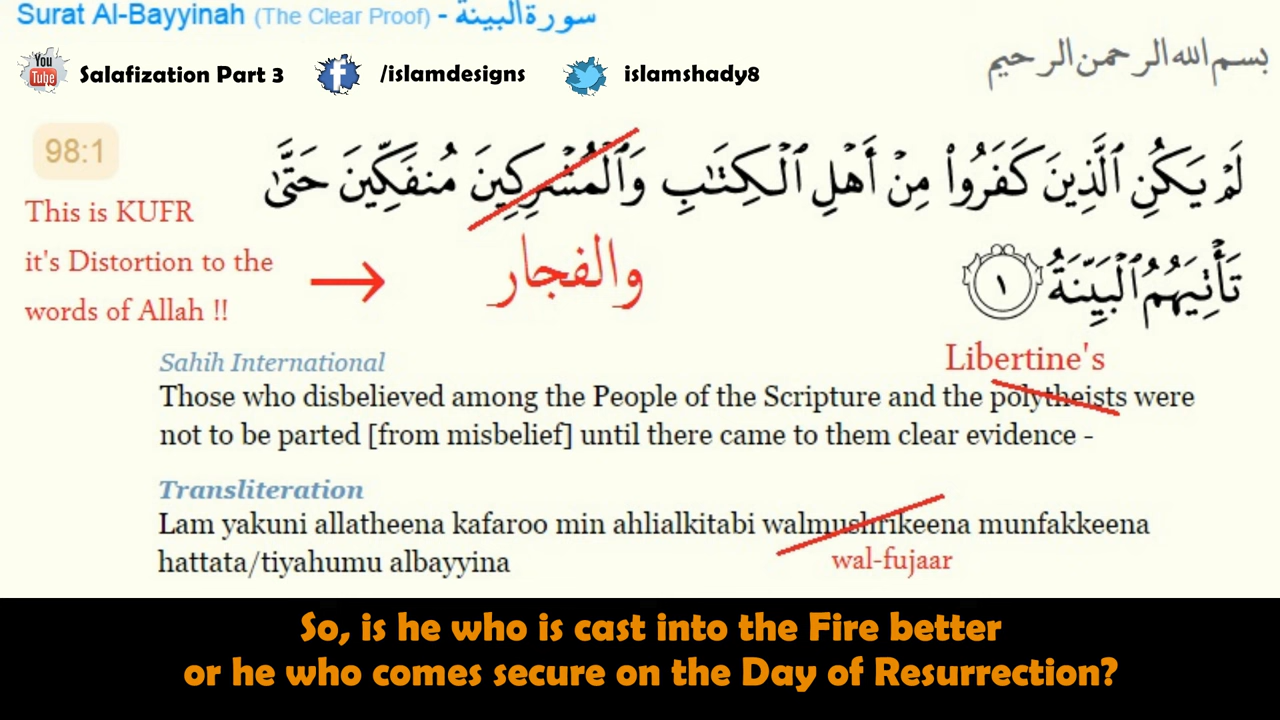 Surat Al-Bayyinah (The Clear Proof) - سورة البينة
بسم الله الرحمن الرحيم
You Tube Salafization Part 3 /islamdesigns islamshady8
98:1
لَمْ يَكُنِ ٱلَّذِينَ كَفَرُوا۟ مِنْ أَهْلِ ٱلْكِتَٰبِ وَٱلْمُشْرِكِينَ مُنفَكِّينَ حَتَّىٰ
تَأْتِيَهُمُ ٱلْبَيِّنَةُ ١
This is KUFR
it's Distortion to the
words of Allah !!
والفجار
Sahih International
Libertine's
Those who disbelieved among the People of the Scripture and the polytheists were
not to be parted [from misbelief] until there came to them clear evidence -
Transliteration
Lam yakuni allatheena kafaroo min ahlialkitabi walmushrikeena munfakkeena
hattata/tiyahumu albayyina
wal-fujaar
So, is he who is cast into the Fire better
or he who comes secure on the Day of Resurrection?